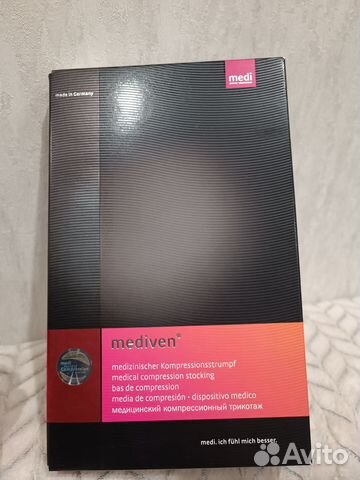 medi
made in Germany
mediven®
medizinischer Kompressionsstrumpf
medical compression stocking
bas de compression
media de compresión • dispositivo medico
медицинский компрессионный трикотаж
medi. ich fühl mich besser.
Avito